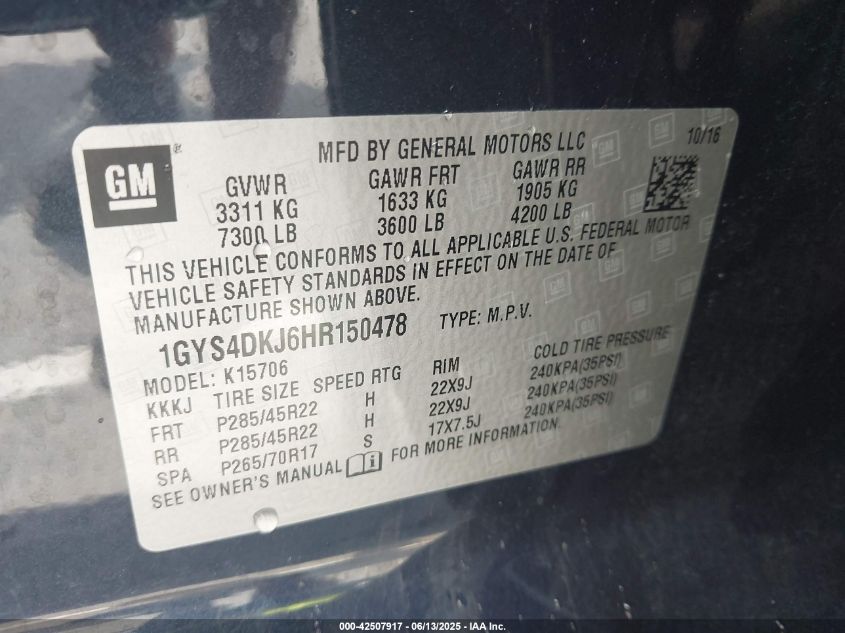 GM ®
MFD BY GENERAL MOTORS LLC 10/16
GVWR GAWR FRT GAWR RR
3311 KG 1633 KG 1905 KG
7300 LB 3600 LB 4200 LB
THIS VEHICLE CONFORMS TO ALL APPLICABLE U.S. FEDERAL MOTOR
VEHICLE SAFETY STANDARDS IN EFFECT ON THE DATE OF
MANUFACTURE SHOWN ABOVE.
1GYS4DKJ6HR150478 TYPE: M.P.V.
MODEL: K15706
KKKJ TIRE SIZE SPEED RTG RIM COLD TIRE PRESSURE
FRT P285/45R22 H 22X9J 240KPA(35PSI)
RR P285/45R22 H 22X9J 240KPA(35PSI)
SPA P265/70R17 S 17X7.5J 240KPA(35PSI)
SEE OWNER'S MANUAL FOR MORE INFORMATION.
000-42507917 - 06/13/2025 - IAA, Inc.